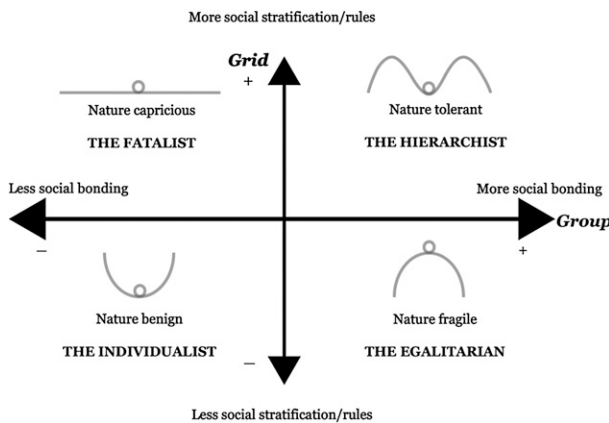 More social stratification/rules
Grid
+
Nature capricious
Nature tolerant
THE FATALIST
THE HIERARCHIST
Less social bonding
More social bonding
Group
–
+
Nature benign
Nature fragile
THE INDIVIDUALIST
THE EGALITARIAN
–
Less social stratification/rules